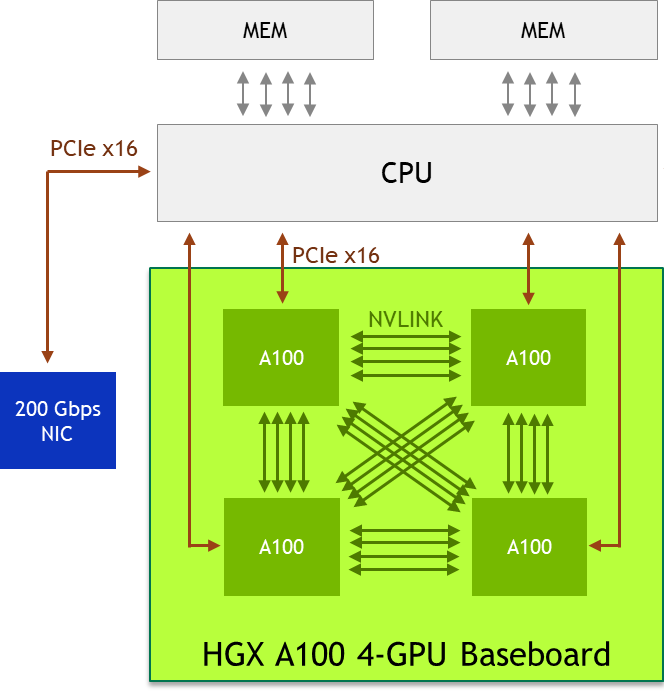 MEM
MEM
PCIe x16
CPU
PCIe x16
NVLINK
A100
A100
200 Gbps
NIC
A100
A100
HGX A100 4-GPU Baseboard